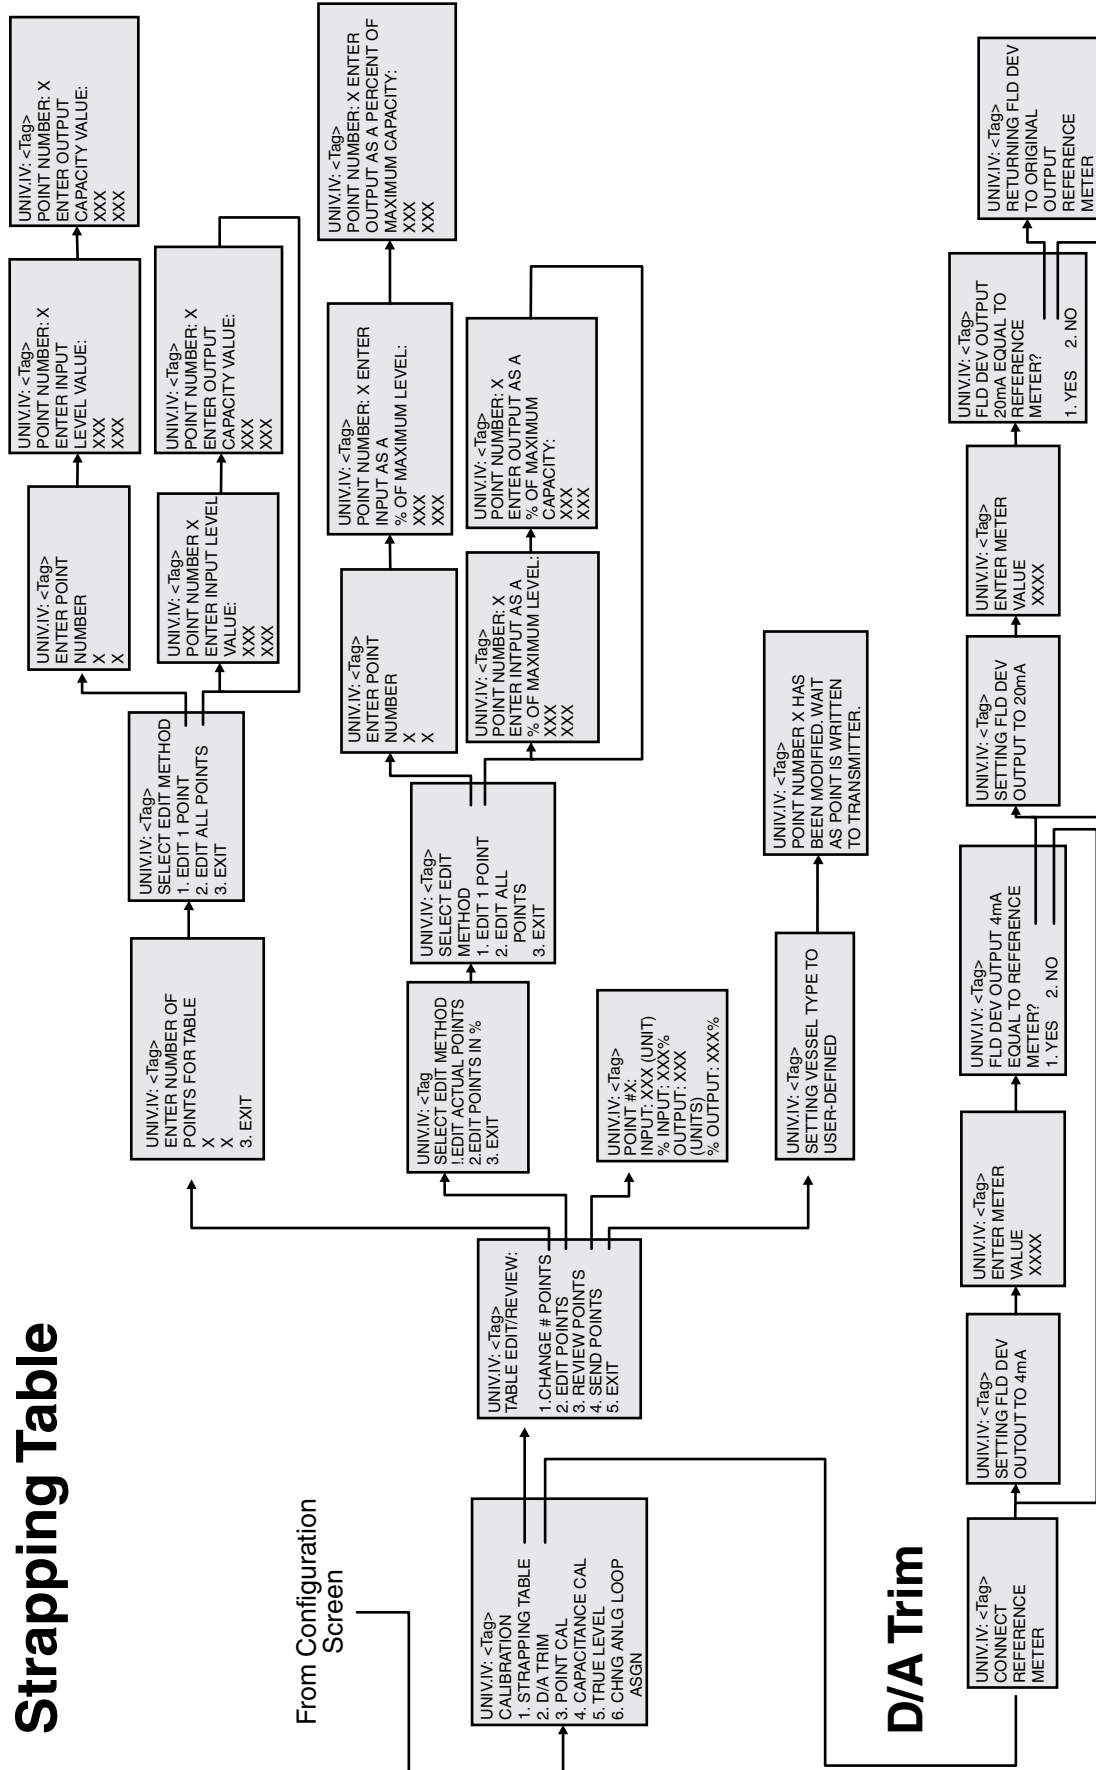 Strapping Table
From Configuration
Screen
UNIV.IV: <Tag>
CALIBRATION
1. STRAPPING TABLE
2. D/A TRIM
3. POINT CAL
4. CAPACITANCE CAL
5. TRUE LEVEL
6. CHNG ANLG LOOP
ASGN
UNIV.IV: <Tag>
TABLE EDIT/REVIEW:
1.CHANGE # POINTS
2. EDIT POINTS
3. REVIEW POINTS
4. SEND POINTS
5. EXIT
UNIV.IV: <Tag>
ENTER NUMBER OF
POINTS FOR TABLE
X
X
3. EXIT
UNIV.IV: <Tag>
SELECT EDIT METHOD
1. EDIT 1 POINT
2. EDIT ALL POINTS
3. EXIT
UNIV.IV: <Tag>
ENTER POINT
NUMBER
X
X
UNIV.IV: <Tag>
POINT NUMBER: X
ENTER INPUT
LEVEL VALUE:
XXX
XXX
UNIV.IV: <Tag>
POINT NUMBER: X
ENTER OUTPUT
CAPACITY VALUE:
XXX
XXX
UNIV.IV: <Tag>
POINT NUMBER X
ENTER INPUT LEVEL
VALUE:
XXX
XXX
UNIV.IV: <Tag>
POINT NUMBER: X
ENTER OUTPUT
CAPACITY VALUE:
XXX
XXX
UNIV.IV: <Tag
SELECT EDIT METHOD
!.EDIT ACTUAL POINTS
2.EDIT POINTS IN %
3. EXIT
UNIV.IV: <Tag>
SELECT EDIT
METHOD
1. EDIT 1 POINT
2. EDIT ALL
POINTS
3. EXIT
UNIV.IV: <Tag>
ENTER POINT
NUMBER
X
X
UNIV.IV: <Tag>
POINT NUMBER: X ENTER
INPUT AS A
% OF MAXIMUM LEVEL:
XXX
XXX
UNIV.IV: <Tag>
POINT NUMBER: X ENTER
OUTPUT AS A PERCENT OF
MAXIMUM CAPACITY:
XXX
XXX
UNIV.IV: <Tag>
POINT NUMBER: X
ENTER INTPUT AS A
% OF MAXIMUM LEVEL:
XXX
XXX
UNIV.IV: <Tag>
POINT NUMBER: X
ENTER OUTPUT AS A
% OF MAXIMUM
CAPACITY:
XXX
XXX
UNIV.IV: <Tag>
POINT #X:
INPUT: XXX (UNIT)
% INPUT: XXX%
OUTPUT: XXX
(UNITS)
% OUTPUT: XXX%
UNIV.IV: <Tag>
SETTING VESSEL TYPE TO
USER-DEFINED
UNIV.IV: <Tag>
POINT NUMBER X HAS
BEEN MODIFIED. WAIT
AS POINT IS WRITTEN
TO TRANSMITTER.
D/A Trim
UNIV.IV: <Tag>
CONNECT
REFERENCE
METER
UNIV.IV: <Tag>
SETTING FLD DEV
OUTOUT TO 4mA
UNIV.IV: <Tag>
ENTER METER
VALUE
XXXX
UNIV.IV: <Tag>
FLD DEV OUTPUT 4mA
EQUAL TO REFERENCE
METER?
1. YES 2. NO
UNIV.IV: <Tag>
SETTING FLD DEV
OUTPUT TO 20mA
UNIV.IV: <Tag>
ENTER METER
VALUE
XXXX
UNIV.IV: <Tag>
FLD DEV OUTPUT
20mA EQUAL TO
REFERENCE
METER?
1. YES 2. NO
UNIV.IV: <Tag>
RETURNING FLD DEV
TO ORIGINAL
OUTPUT
REFERENCE
METER